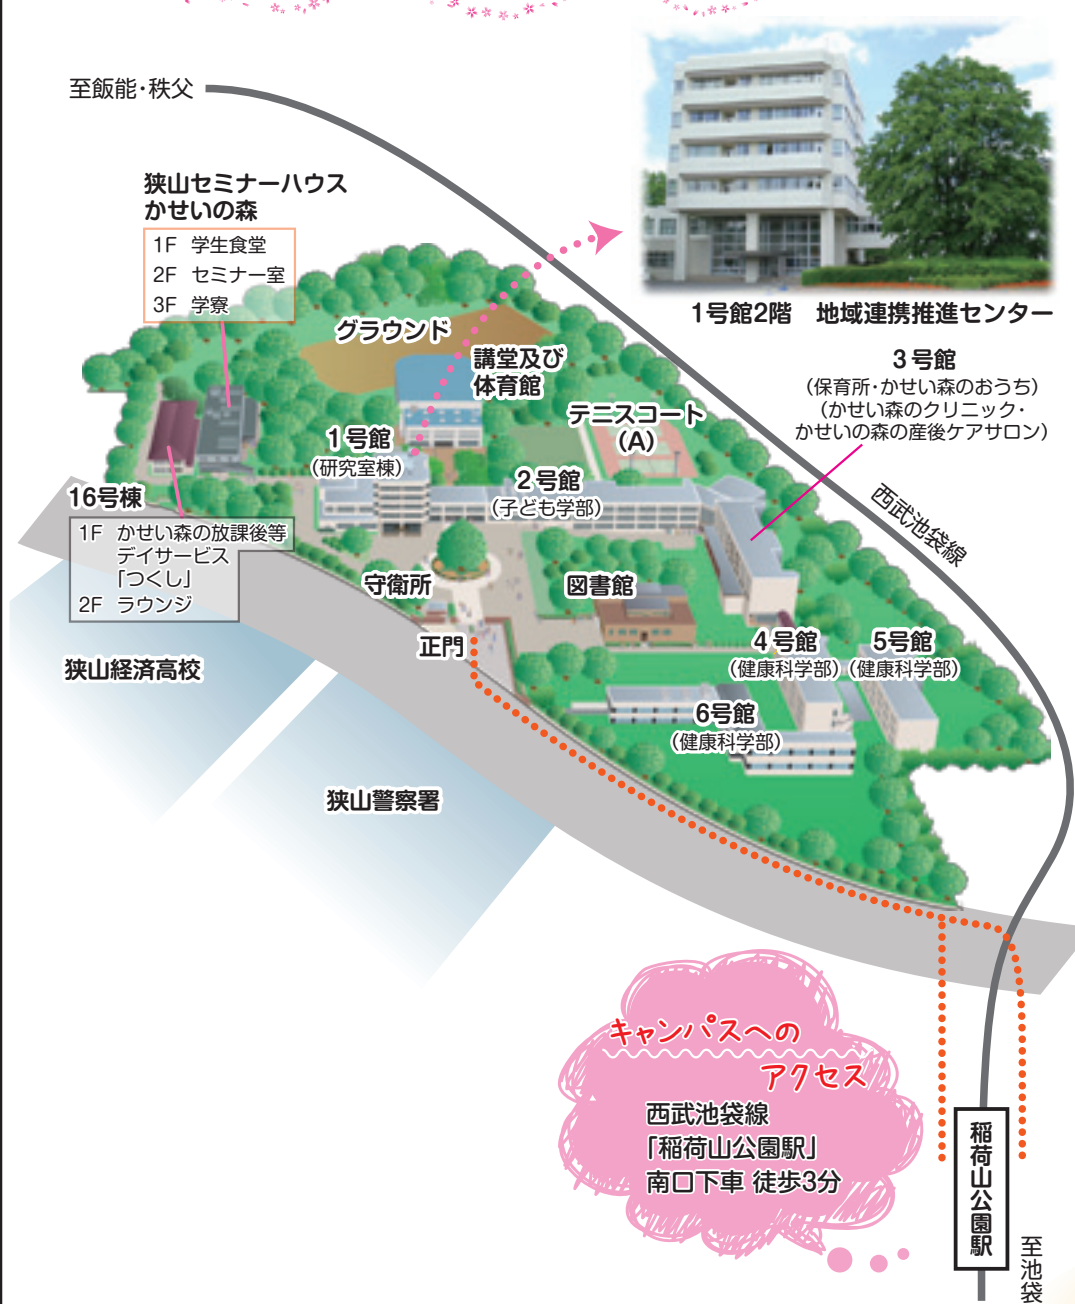 至飯能・秩父
狭山セミナーハウス
かせいの森
1F 学生食堂
2F セミナー室
3F 学寮
1号館2階 地域連携推進センター
グラウンド
講堂及び
体育館
3号館
（保育所・かせい森のおうち）
（かせい森のクリニック・
かせいの森の産後ケアサロン）
テニスコート
（A）
1号館
（研究室棟）
2号館
（子ども学部）
西武池袋線
16号棟
1F かせい森の放課後等
デイサービス
「つくし」
2F ラウンジ
守衛所
図書館
正門
4号館
（健康科学部）
5号館
（健康科学部）
6号館
（健康科学部）
狭山経済高校
狭山警察署
キャンパスへの
アクセス
西武池袋線
「稲荷山公園駅」
南口下車 徒歩3分
稲荷山公園駅
至池袋